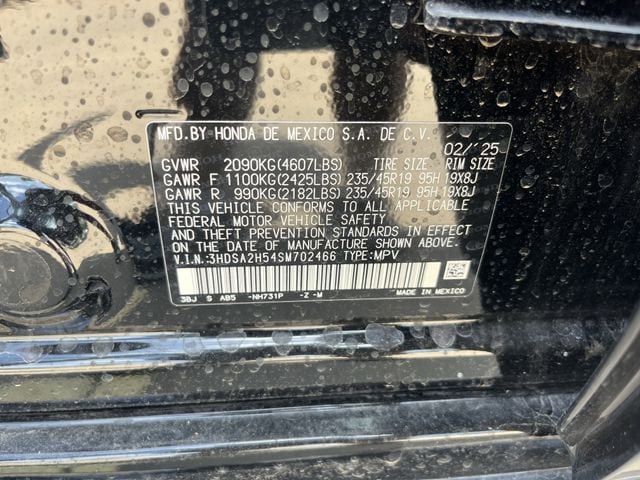 MFD.BY HONDA DE MEXICO S.A. DE C.V. 02/'25
GVWR 2090KG(4607LBS) TIRE SIZE RIM SIZE
GAWR F 1100KG(2425LBS) 235/45R19 95H 19X8J
GAWR R 990KG(2182LBS) 235/45R19 95H 19X8J
THIS VEHICLE CONFORMS TO ALL APPLICABLE
FEDERAL MOTOR VEHICLE SAFETY
AND THEFT PREVENTION STANDARDS IN EFFECT
ON THE DATE OF MANUFACTURE SHOWN ABOVE.
V.I.N.:3HDSA2H54SM702466 TYPE:MPV
3BJ S AB5 -NH731P -Z -M MADE IN MEXICO